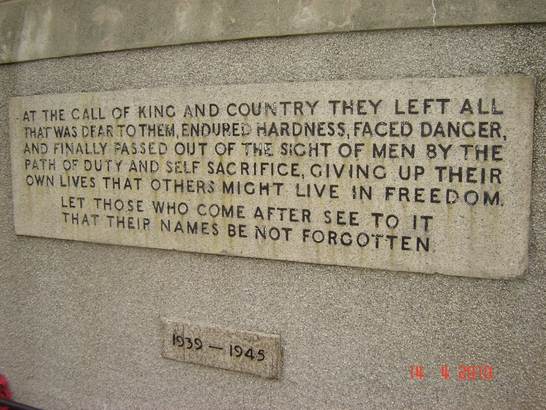 AT THE CALL OF KING AND COUNTRY THEY LEFT ALL
THAT WAS DEAR TO THEM, ENDURED HARDNESS, FACED DANGER,
AND FINALLY PASSED OUT OF THE SIGHT OF MEN BY THE
PATH OF DUTY AND SELF SACRIFICE, GIVING UP THEIR
OWN LIVES THAT OTHERS MIGHT LIVE IN FREEDOM.
LET THOSE WHO COME AFTER SEE TO IT
THAT THEIR NAMES BE NOT FORGOTTEN.
1939 — 1945
14. 4 2010